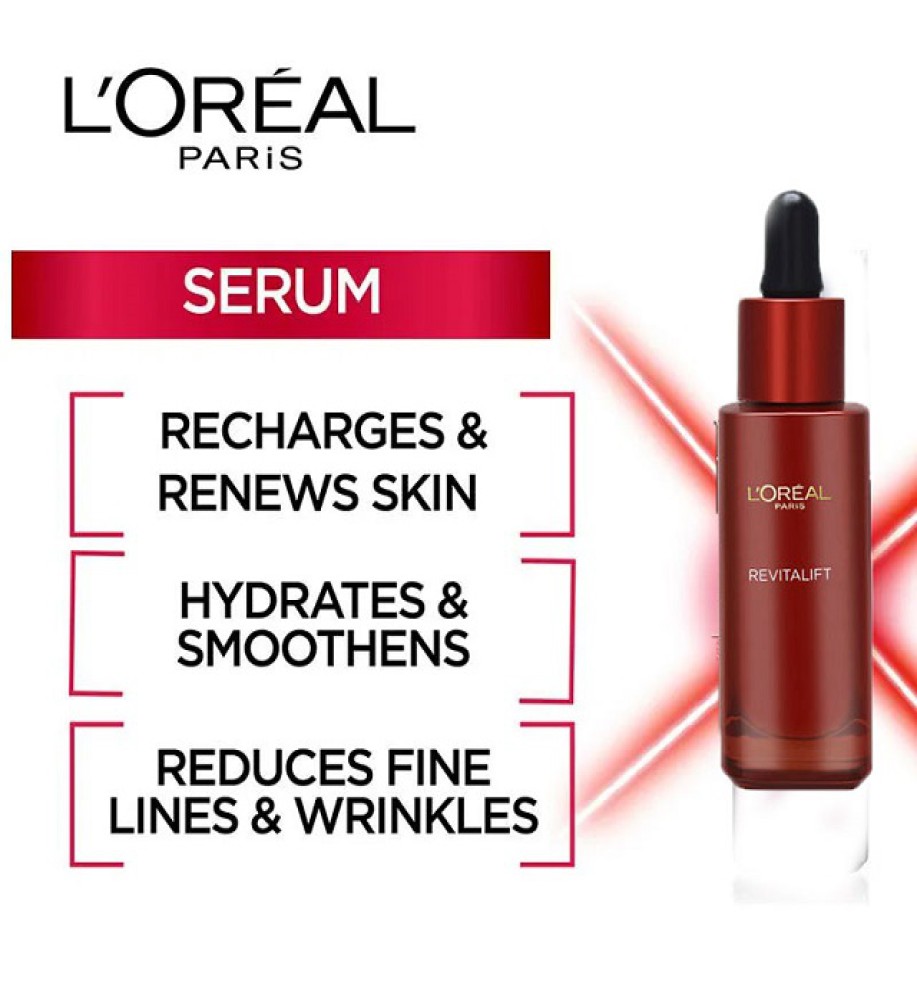 L'ORÉAL
PARiS
SERUM
RECHARGES &
RENEWS SKIN
HYDRATES &
SMOOTHENS
REDUCES FINE
LINES & WRINKLES
L'ORÉAL
PARiS
REVITALIFT